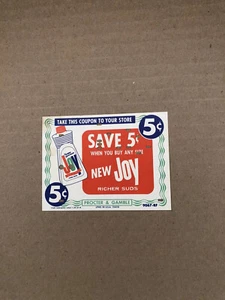 TAKE THIS COUPON TO YOUR STORE
5¢
SAVE 5¢
WHEN YOU BUY ANY SIZE
NEW JOY
RICHER SUDS
5¢
PROCTER & GAMBLE